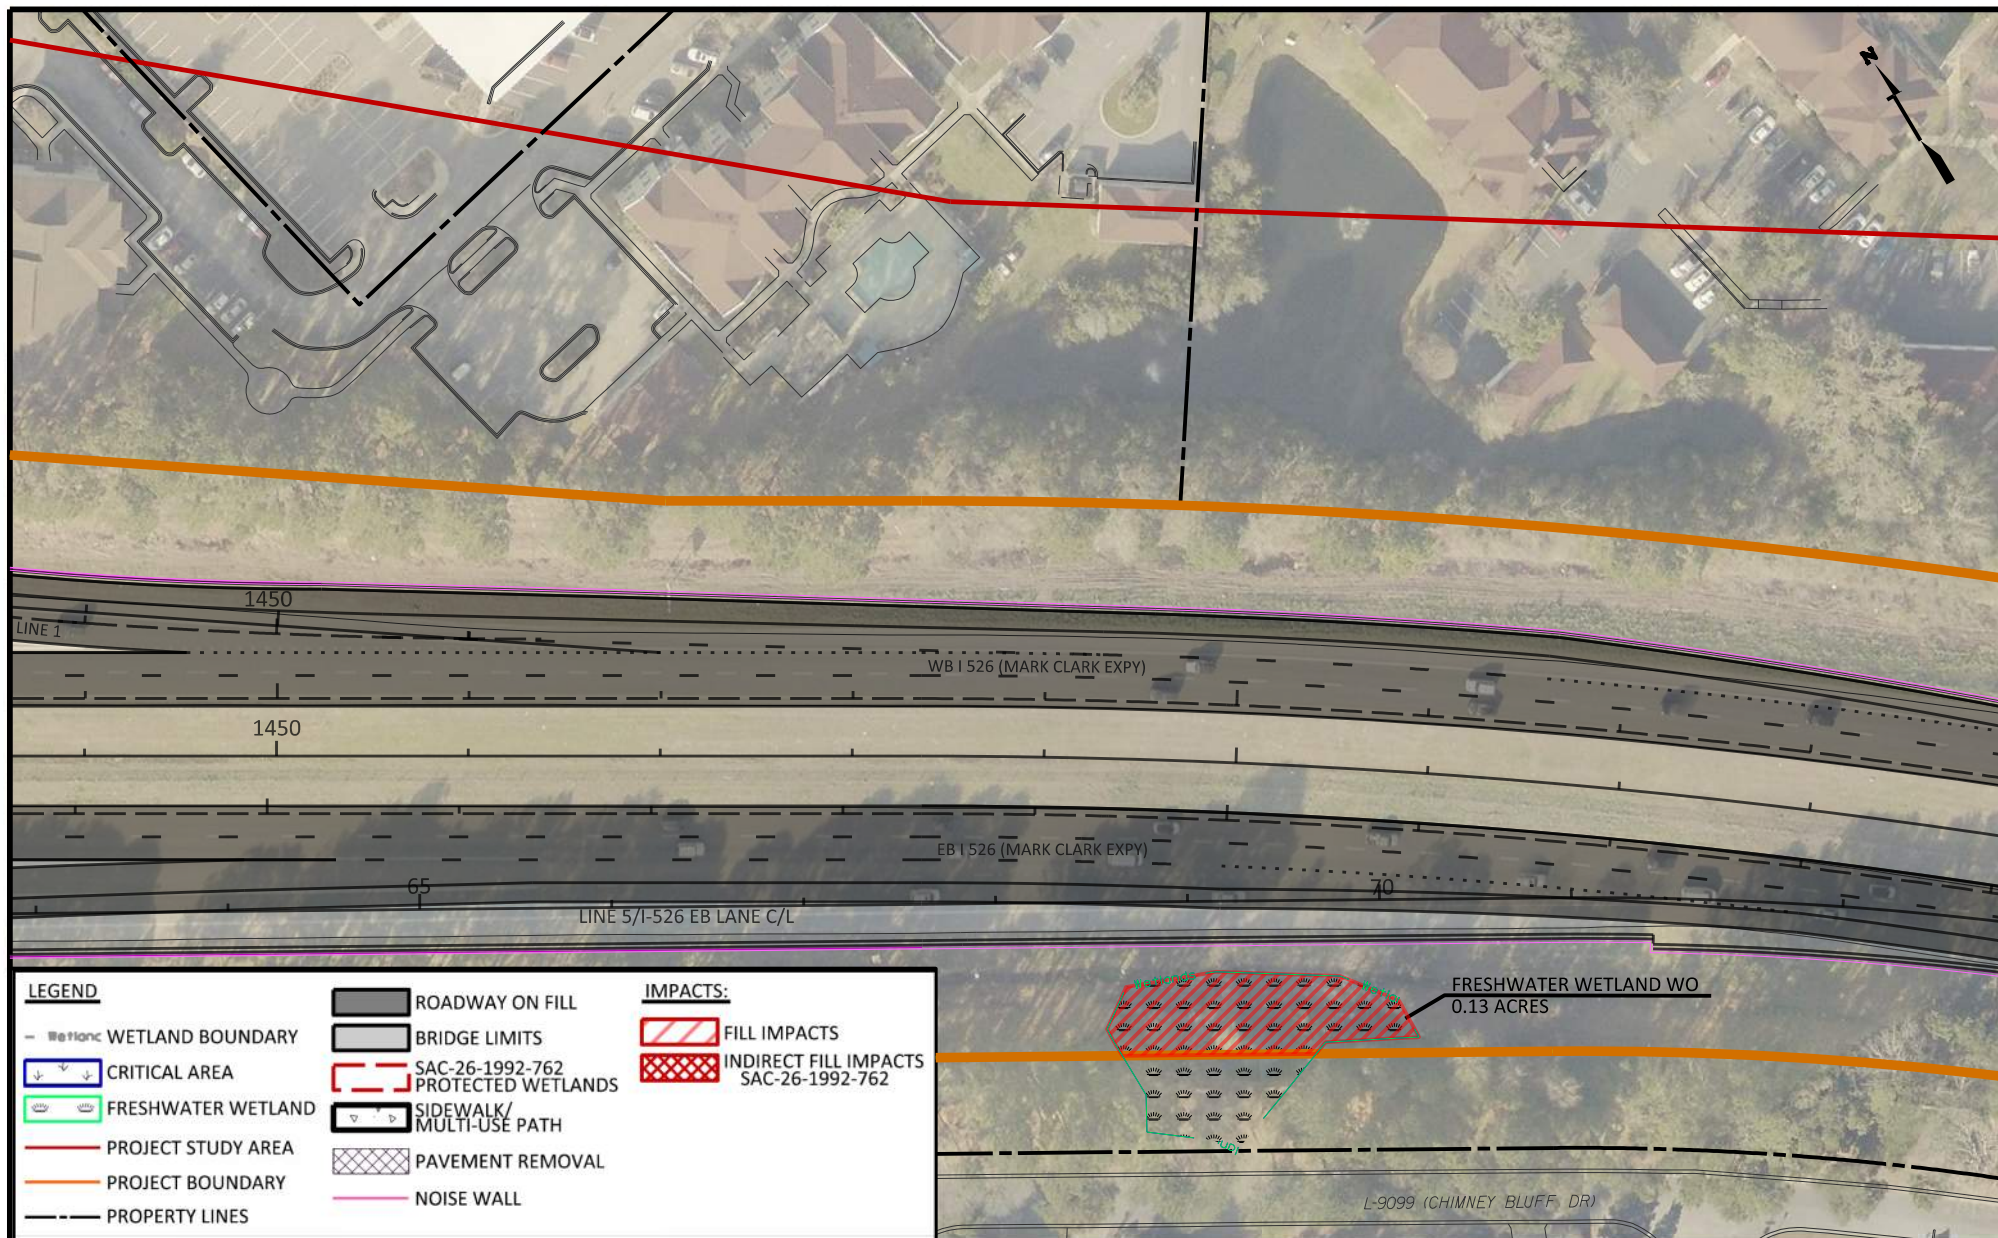 N
1450
LINE 1
WB I 526 (MARK CLARK EXPY)
1450
EB I 526 (MARK CLARK EXPY)
65
70
LINE 5/I-526 EB LANE C/L
FRESHWATER WETLAND WO
0.13 ACRES
L-9099 (CHIMNEY BLUFF DR)
LEGEND
WETLAND BOUNDARY
CRITICAL AREA
FRESHWATER WETLAND
PROJECT STUDY AREA
PROJECT BOUNDARY
PROPERTY LINES
ROADWAY ON FILL
BRIDGE LIMITS
SAC-26-1992-762
PROTECTED WETLANDS
SIDEWALK/
MULTI-USE PATH
PAVEMENT REMOVAL
NOISE WALL
IMPACTS:
FILL IMPACTS
INDIRECT FILL IMPACTS
SAC-26-1992-762